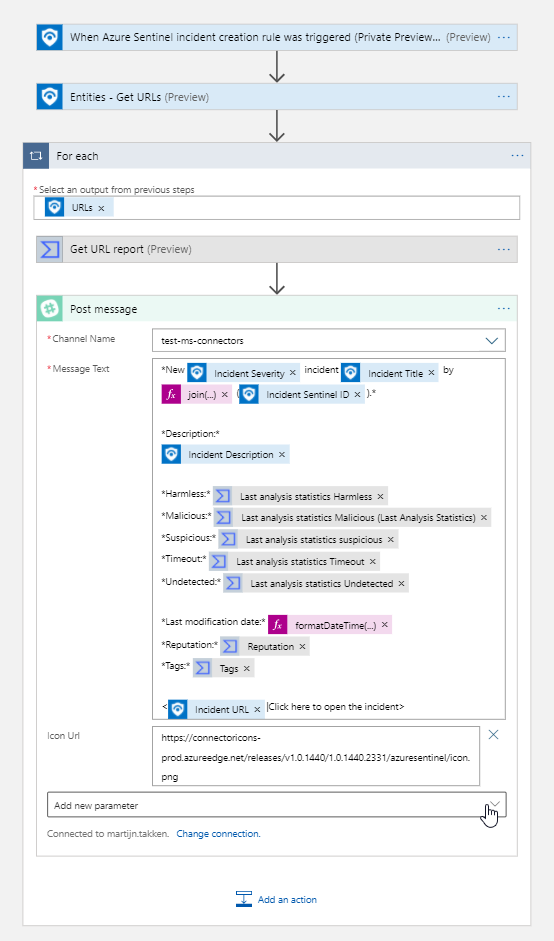 When Azure Sentinel incident creation rule was triggered (Private Preview... (Preview) ...
Entities - Get URLs (Preview) ...
For each ...
* Select an output from previous steps
URLs ×
Get URL report (Preview) ...
Post message ...
*Channel Name
test-ms-connectors
*Message Text
*New Incident Severity × incident Incident Title × by
fx join(...) × ( Incident Sentinel ID × ).*
*Description:*
Incident Description ×
*Harmless:* Last analysis statistics Harmless ×
*Malicious:* Last analysis statistics Malicious (Last Analysis Statistics) ×
*Suspicious:* Last analysis statistics suspicious ×
*Timeout:* Last analysis statistics Timeout ×
*Undetected:* Last analysis statistics Undetected ×
*Last modification date:* fx formatDateTime(...) ×
*Reputation:* Reputation ×
*Tags:* Tags ×
< Incident URL × |Click here to open the incident>
Icon Url
https://connectoricons-
prod.azureedge.net/releases/v1.0.1440/1.0.1440.2331/azuresentinel/icon.
png
Add new parameter
Connected to martijn.takken. Change connection.
Add an action